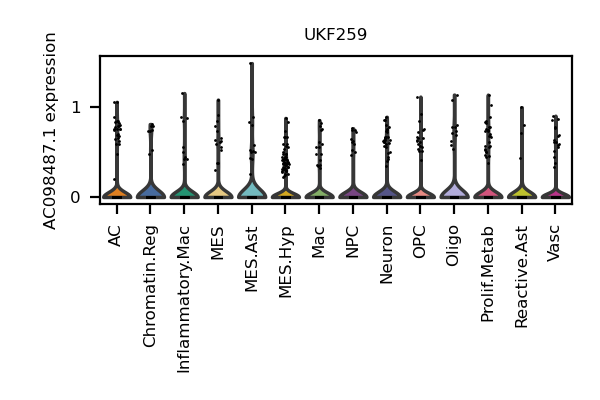 UKF259
AC098487.1 expression
1
0
AC
Chromatin.Reg
Inflammatory.Mac
MES
MES.Ast
MES.Hyp
Mac
NPC
Neuron
OPC
Oligo
Prolif.Metab
Reactive.Ast
Vasc